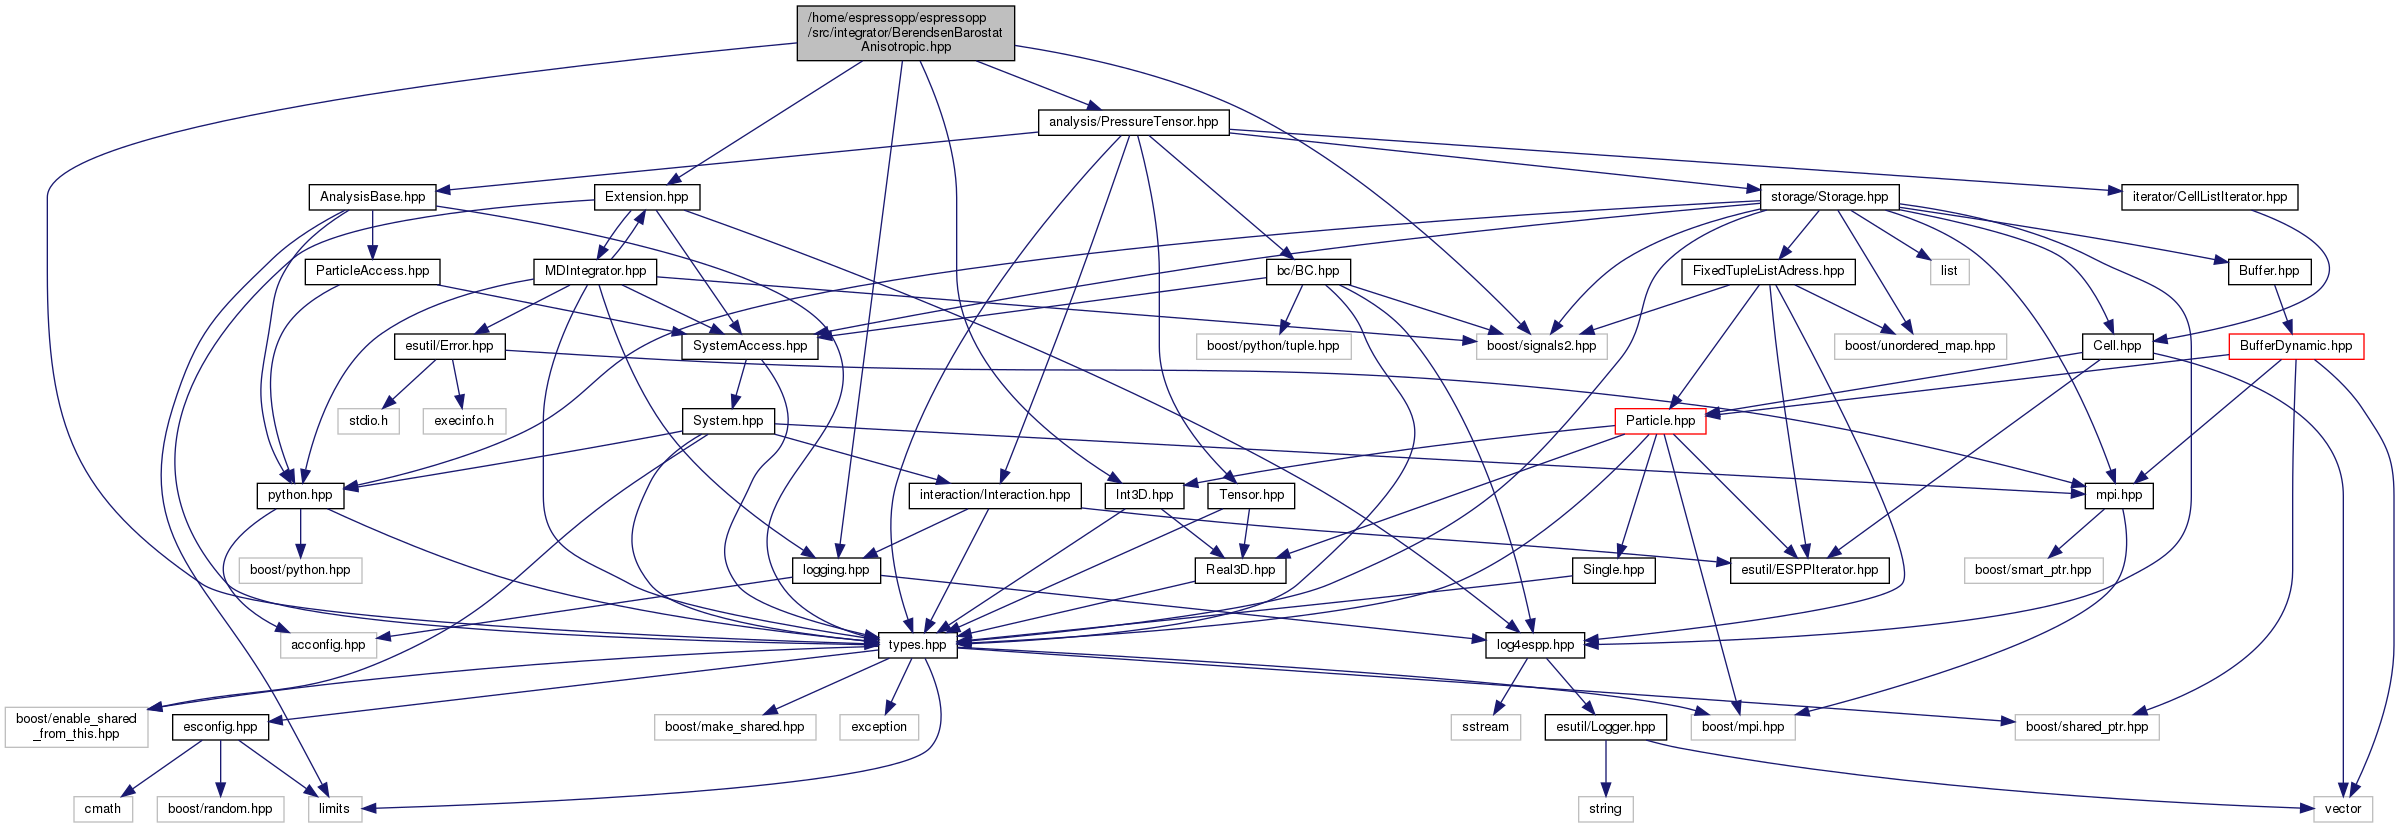 /home/espressopp/espressopp
/src/integrator/BerendsenBarostat
Anisotropic.hpp
analysis/PressureTensor.hpp
AnalysisBase.hpp
Extension.hpp
storage/Storage.hpp
iterator/CellListIterator.hpp
ParticleAccess.hpp
MDIntegrator.hpp
bc/BC.hpp
FixedTupleListAdress.hpp
list
Buffer.hpp
esutil/Error.hpp
SystemAccess.hpp
boost/python/tuple.hpp
boost/signals2.hpp
boost/unordered_map.hpp
Cell.hpp
BufferDynamic.hpp
stdio.h
execinfo.h
System.hpp
Particle.hpp
python.hpp
interaction/Interaction.hpp
Int3D.hpp
Tensor.hpp
mpi.hpp
boost/python.hpp
logging.hpp
Real3D.hpp
Single.hpp
esutil/ESPPIterator.hpp
boost/smart_ptr.hpp
acconfig.hpp
types.hpp
log4espp.hpp
boost/enable_shared
_from_this.hpp
esconfig.hpp
boost/make_shared.hpp
exception
sstream
esutil/Logger.hpp
boost/mpi.hpp
boost/shared_ptr.hpp
cmath
boost/random.hpp
limits
string
vector